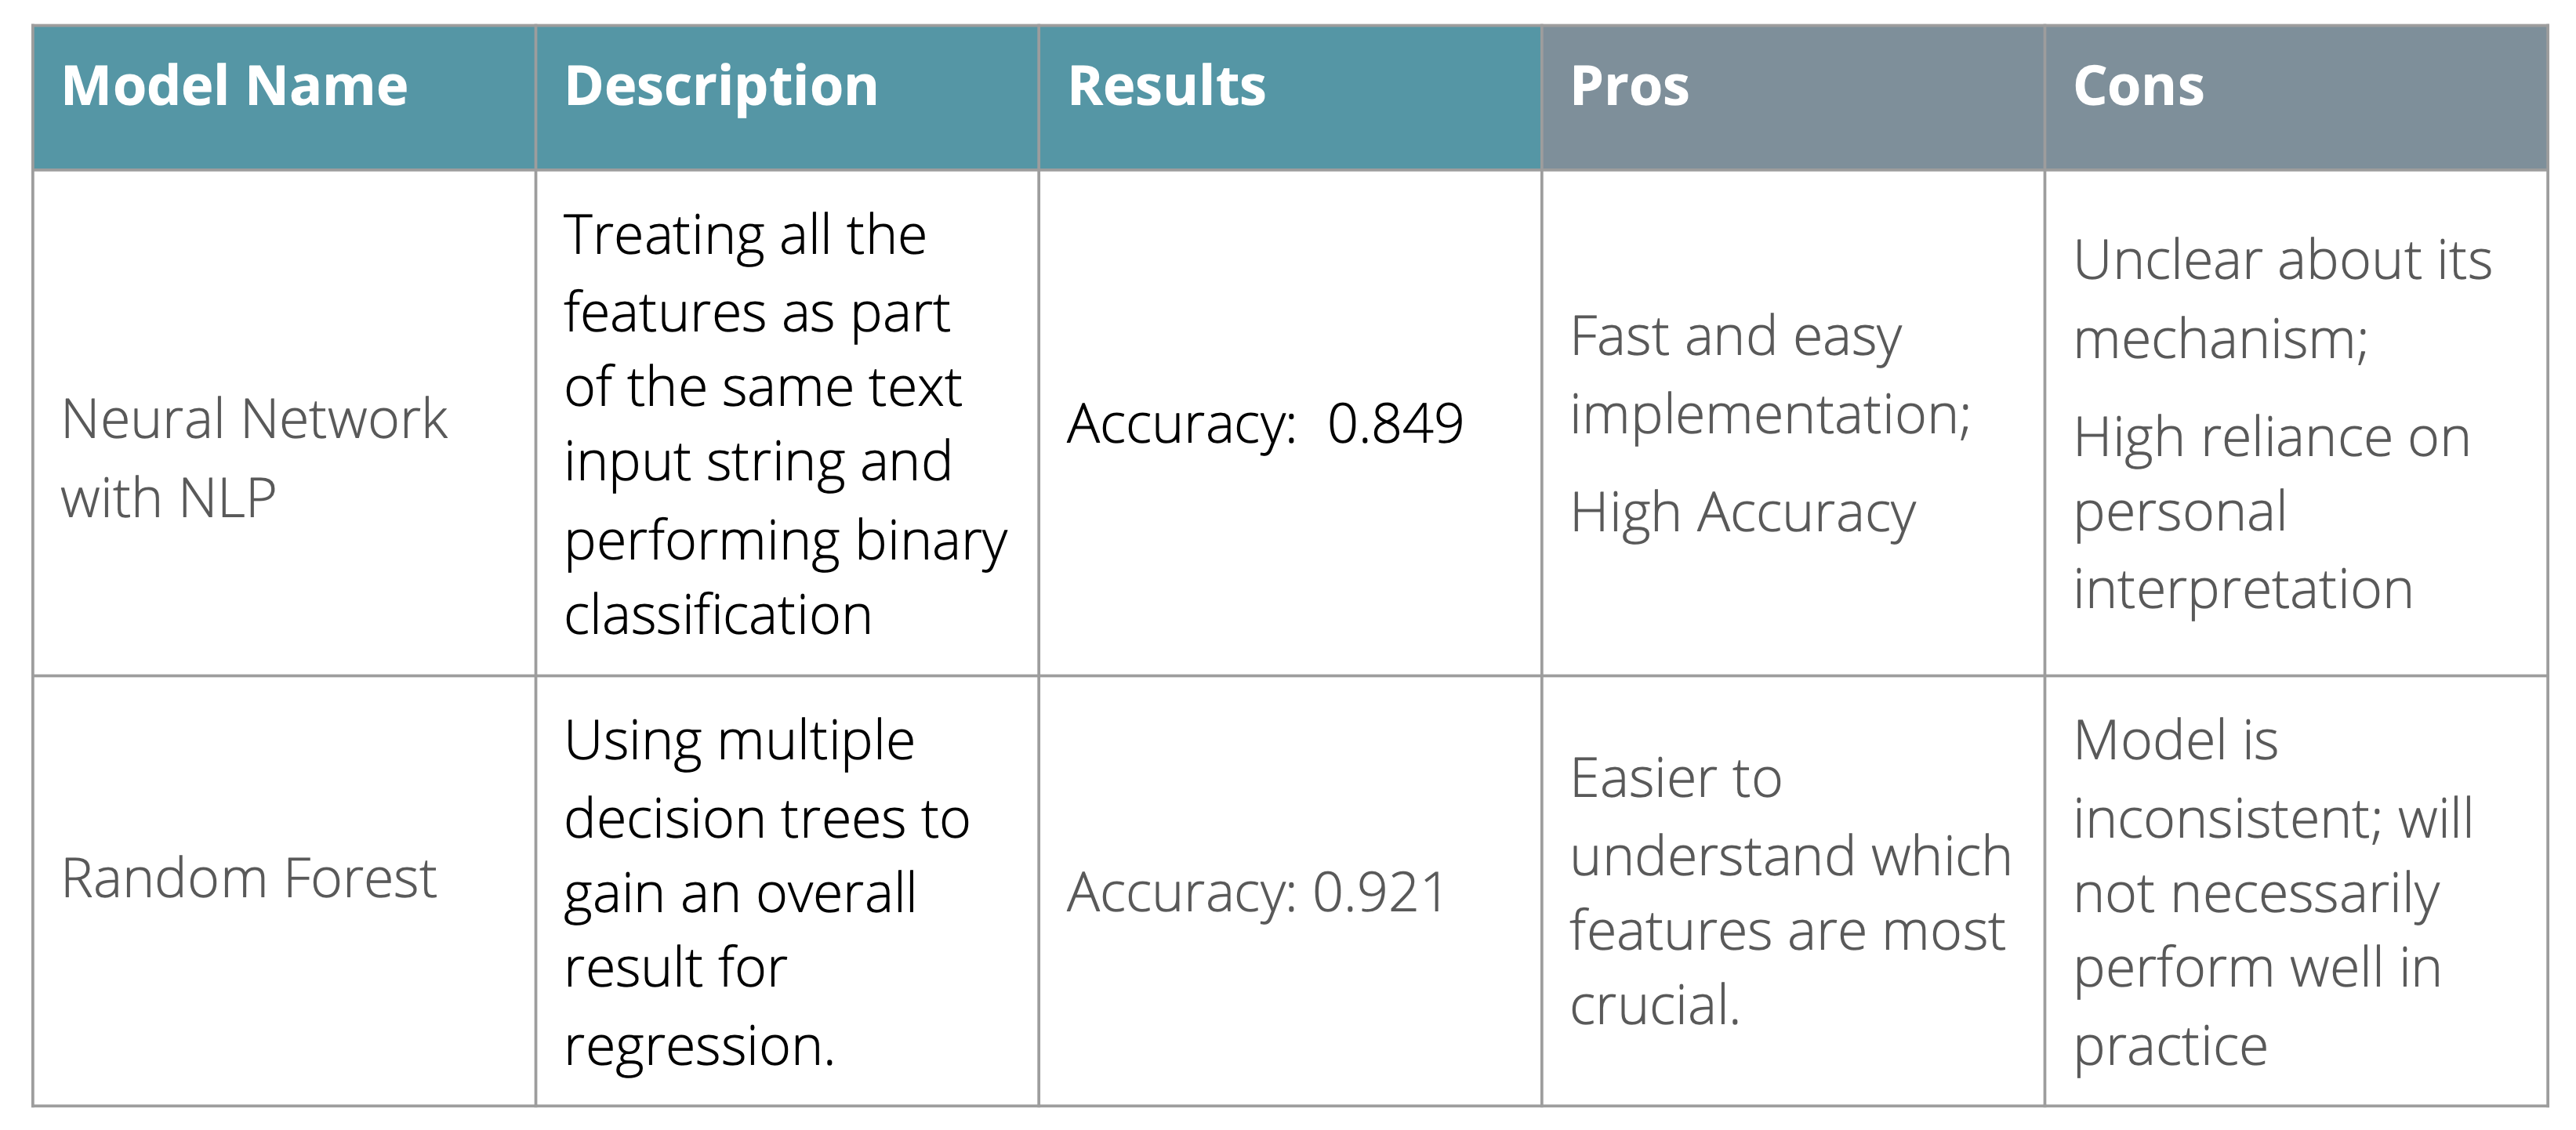 Model Name
Description
Results
Pros
Cons
Neural Network
with NLP
Treating all the
features as part
of the same text
input string and
performing binary
classification
Accuracy:  0.849
Fast and easy
implementation;
High Accuracy
Unclear about its
mechanism;
High reliance on
personal
interpretation
Random Forest
Using multiple
decision trees to
gain an overall
result for
regression.
Accuracy: 0.921
Easier to
understand which
features are most
crucial.
Model is
inconsistent; will
not necessarily
perform well in
practice